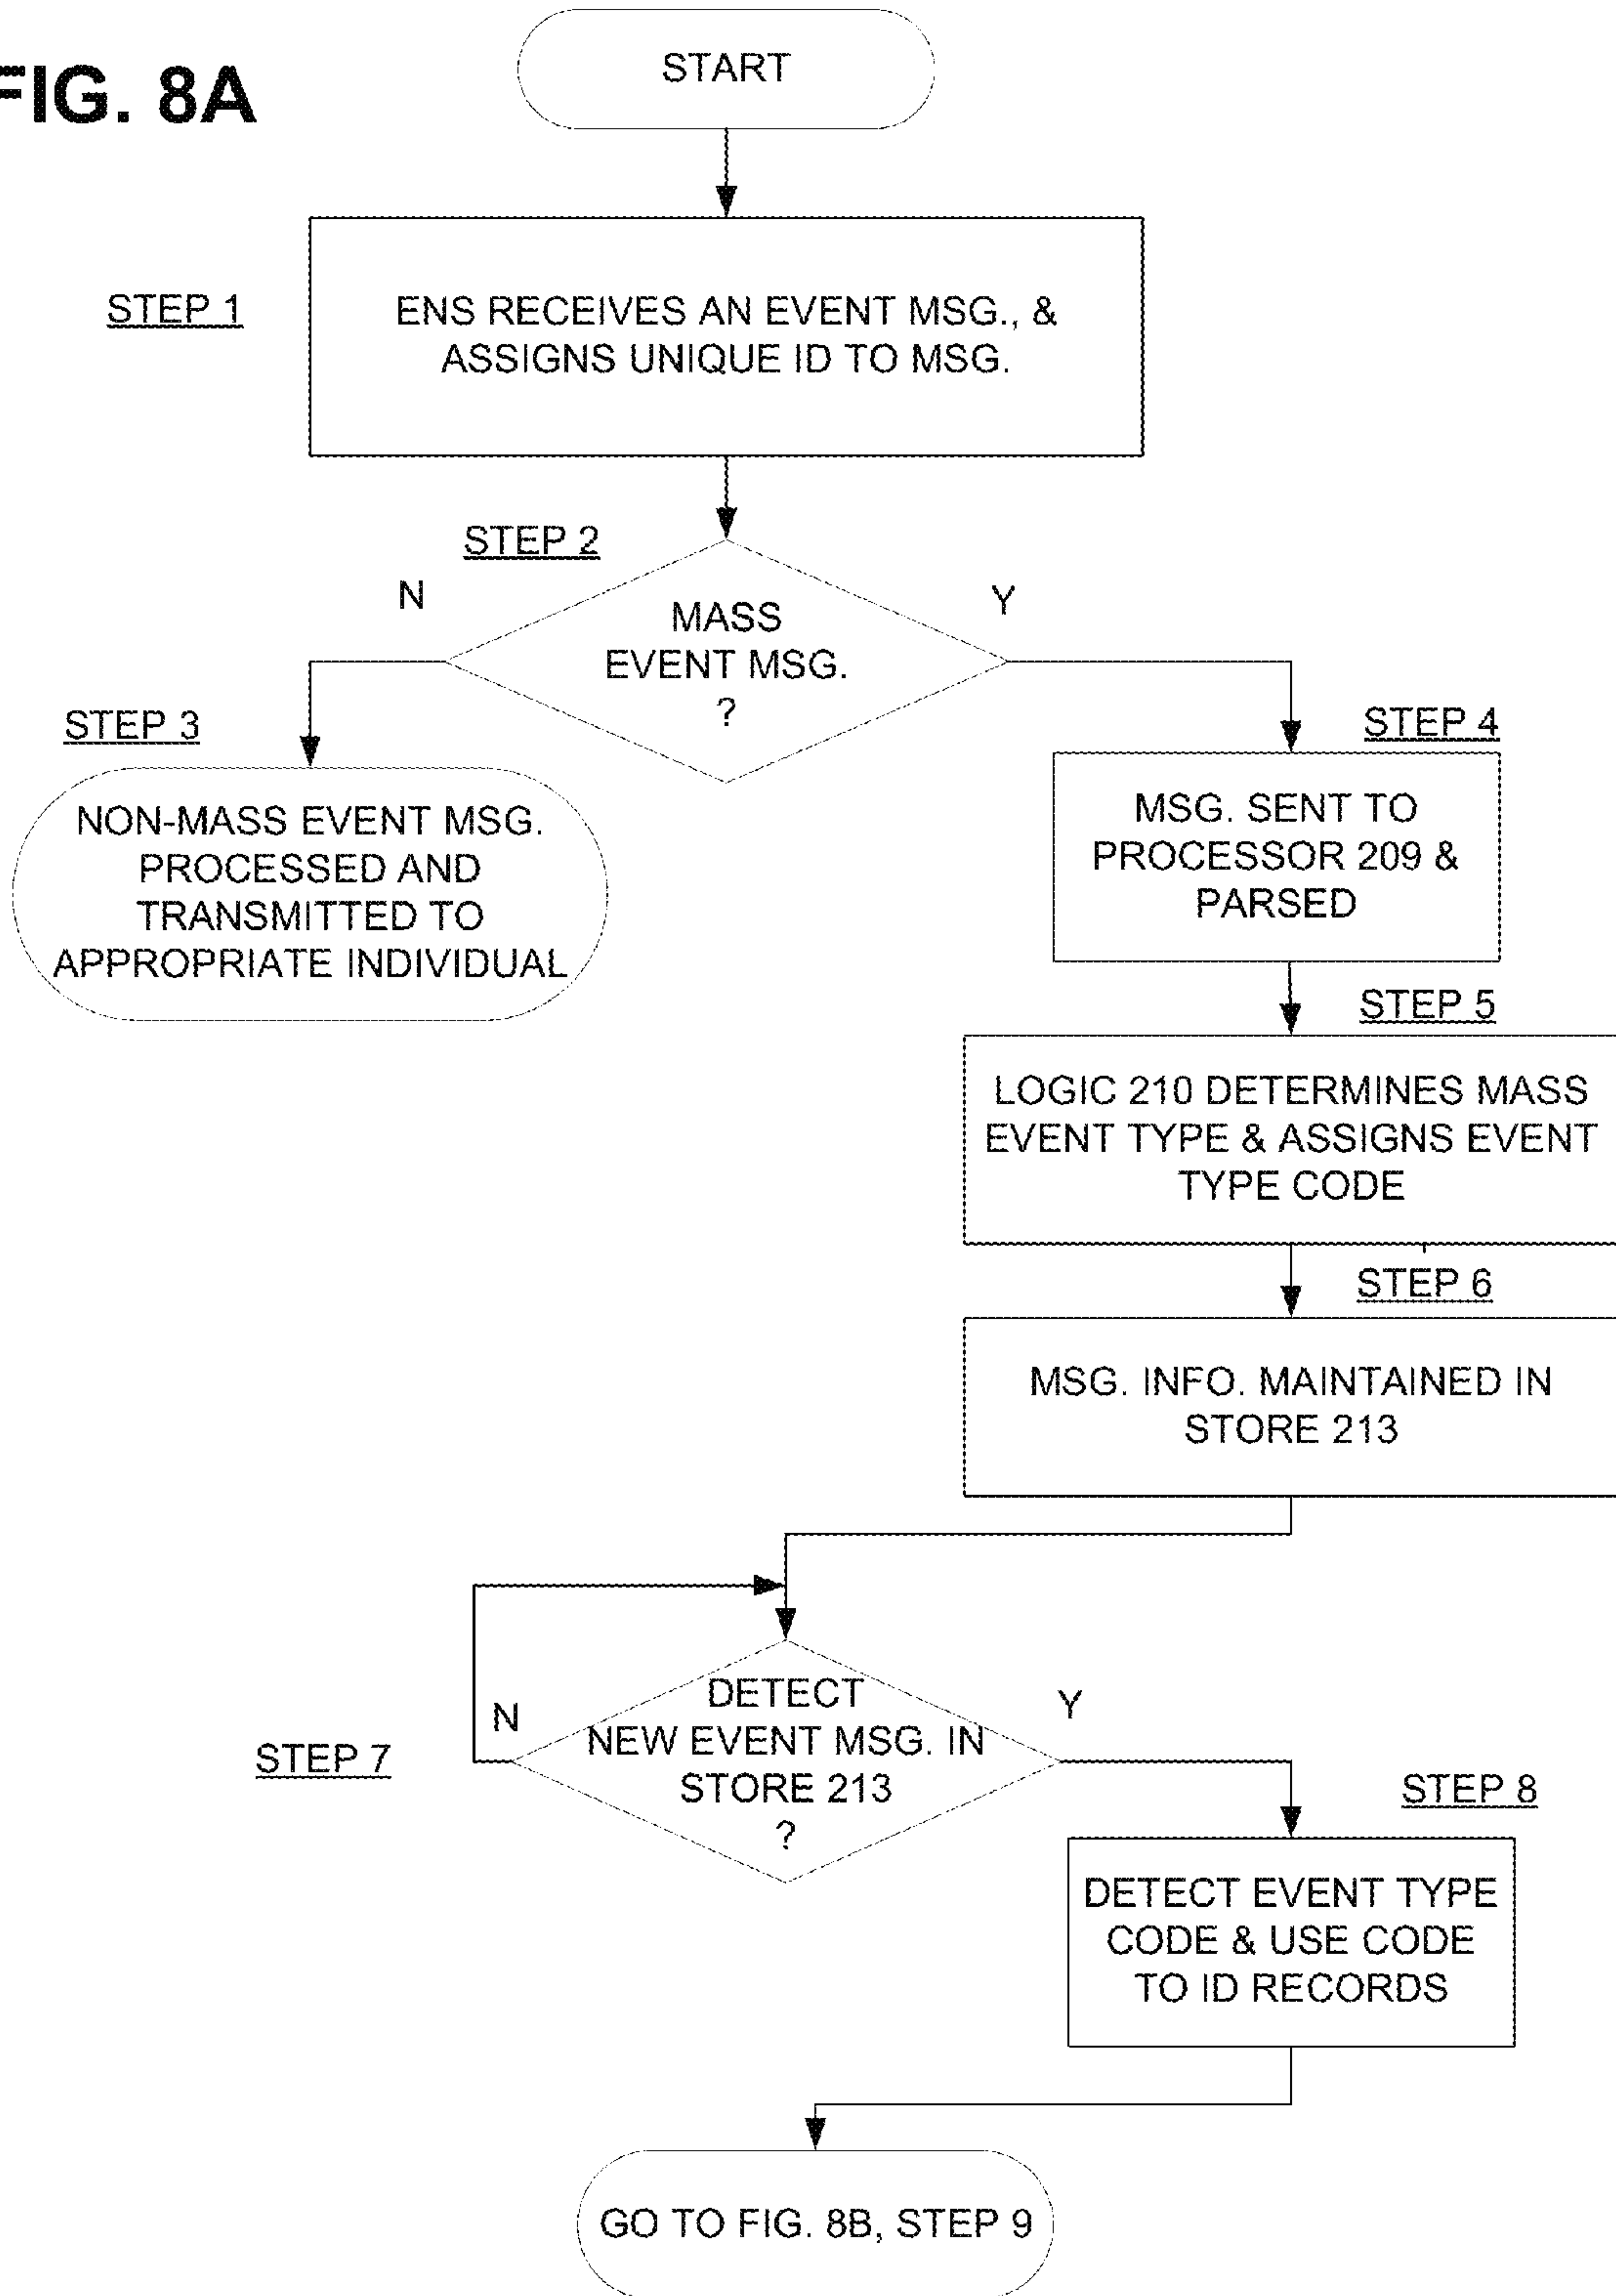 FIG. 8A
START
STEP 1
ENS RECEIVES AN EVENT MSG., &
ASSIGNS UNIQUE ID TO MSG.
STEP 2
N
Y
MASS
EVENT MSG.
?
STEP 3
NON-MASS EVENT MSG.
PROCESSED AND
TRANSMITTED TO
APPROPRIATE INDIVIDUAL
STEP 4
MSG. SENT TO
PROCESSOR 209 &
PARSED
STEP 5
LOGIC 210 DETERMINES MASS
EVENT TYPE & ASSIGNS EVENT
TYPE CODE
STEP 6
MSG. INFO. MAINTAINED IN
STORE 213
STEP 7
N
Y
DETECT
NEW EVENT MSG. IN
STORE 213
?
STEP 8
DETECT EVENT TYPE
CODE & USE CODE
TO ID RECORDS
GO TO FIG. 8B, STEP 9